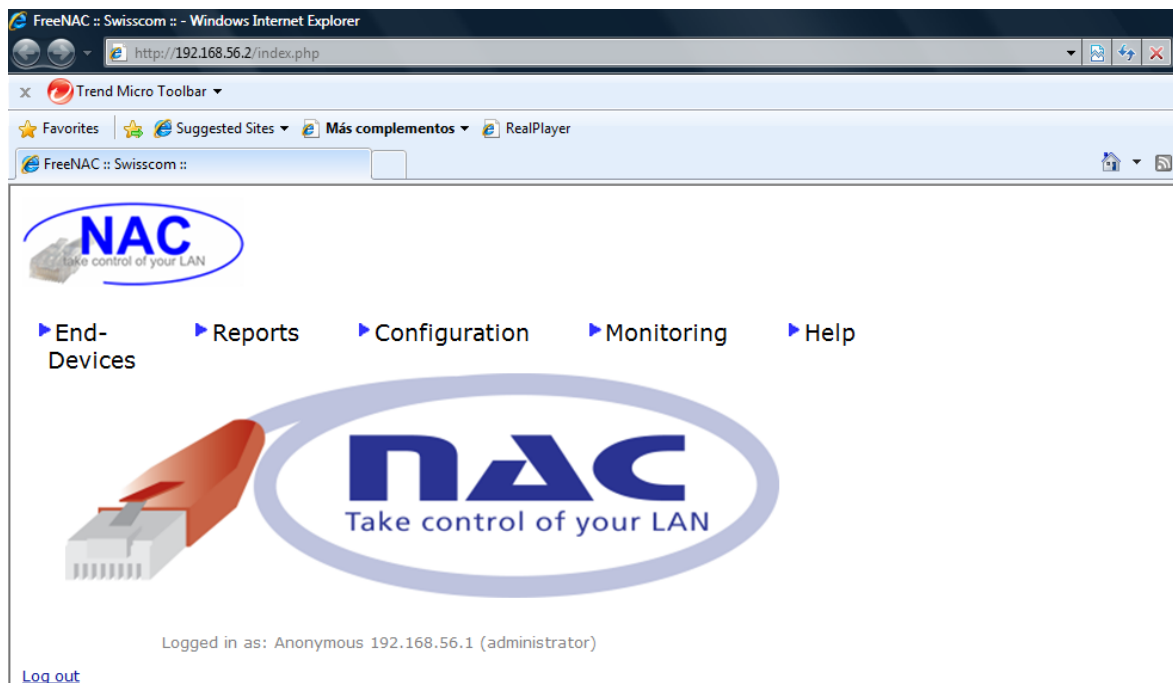 FreeNAC :: Swisscom :: - Windows Internet Explorer
http://192.168.56.2/index.php
x Trend Micro Toolbar
Favorites Suggested Sites Más complementos RealPlayer
FreeNAC :: Swisscom ::
NAC
take control of your LAN
End-Devices Reports Configuration Monitoring Help
nac
Take control of your LAN
Logged in as: Anonymous 192.168.56.1 (administrator)
Log out